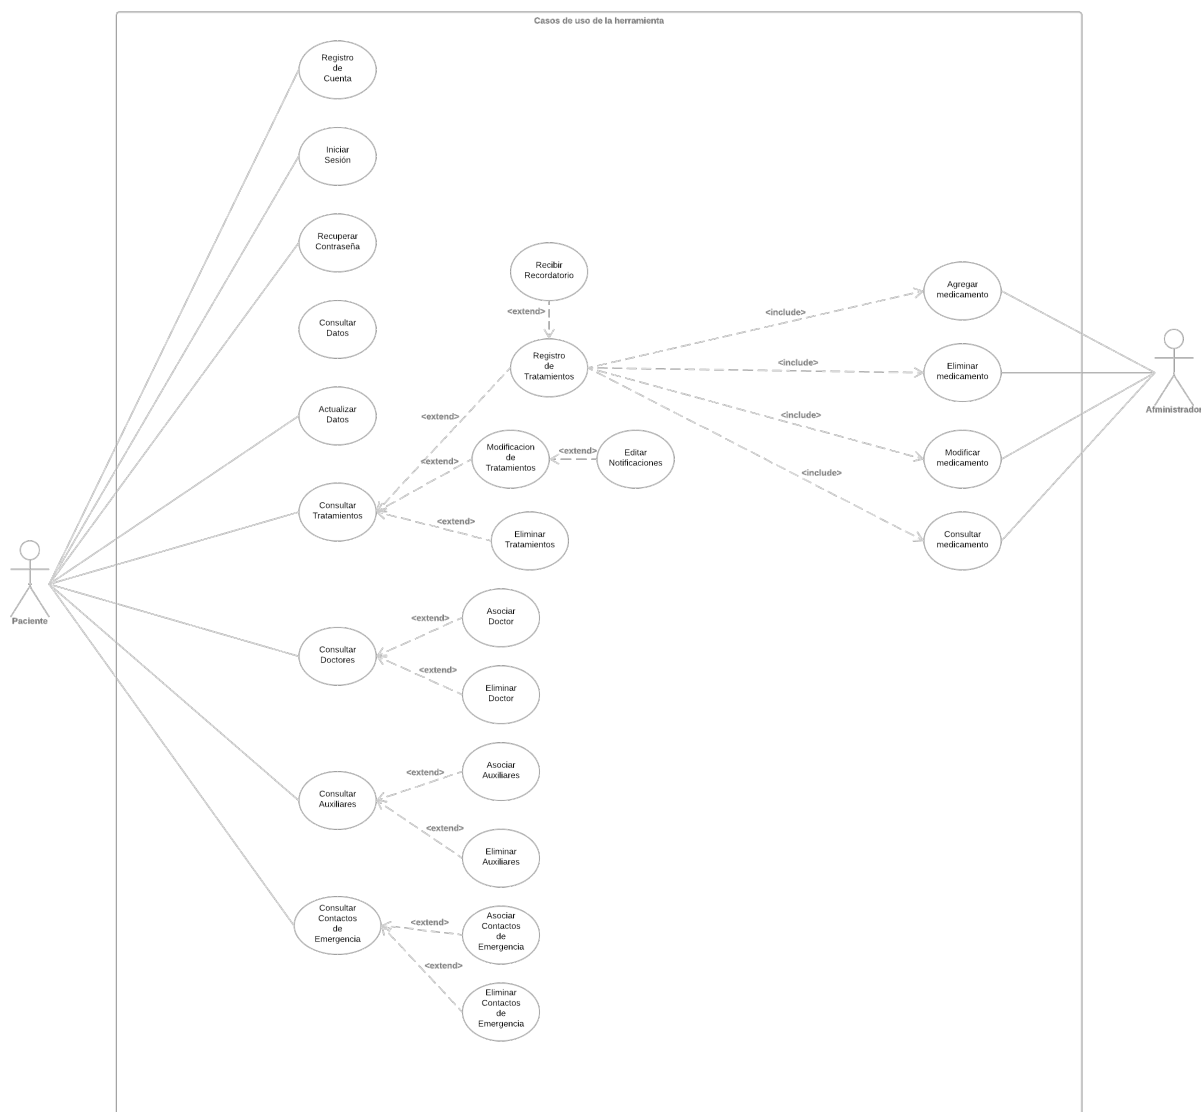 Casos de uso de la herramienta
Registro
de
Cuenta
Iniciar
Sesión
Recuperar
Contraseña
Recibir
Recordatorio
Agregar
medicamento
<extend>
<include>
Consultar
Datos
Registro
de
Tratamientos
<include>
Eliminar
medicamento
Afministrador
Actualizar
Datos
<extend>
<include>
Modificacion
de
Tratamientos
<extend>
<extend>
Editar
Notificaciones
Modificar
medicamento
<include>
Consultar
Tratamientos
<extend>
Eliminar
Tratamientos
Consultar
medicamento
Paciente
<extend>
Asociar
Doctor
Consultar
Doctores
<extend>
Eliminar
Doctor
<extend>
Asociar
Auxiliares
Consultar
Auxiliares
<extend>
Eliminar
Auxiliares
Consultar
Contactos
de
Emergencia
<extend>
Asociar
Contactos
de
Emergencia
<extend>
Eliminar
Contactos
de
Emergencia